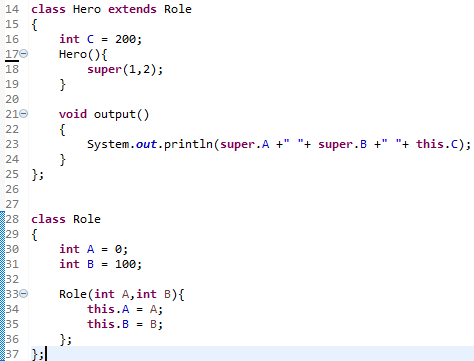 14 class Hero extends Role
15 {
16     int C = 200;
17     Hero(){
18         super(1,2);
19     }
20
21     void output()
22     {
23         System.out.println(super.A +" "+ super.B +" "+ this.C);
24     }
25 };
26
27
28 class Role
29 {
30     int A = 0;
31     int B = 100;
32
33     Role(int A,int B){
34         this.A = A;
35         this.B = B;
36     };
37 };